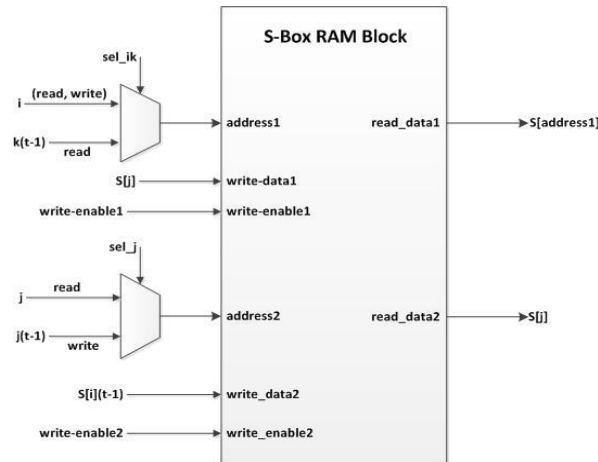 S-Box RAM Block
sel_ik
(read, write)
i
k(t-1)
read
address1
read_data1
S[address1]
S[j]
write-data1
write-enable1
write-enable1
sel_j
read
j
j(t-1)
write
address2
read_data2
S[j]
S[i](t-1)
write_data2
write-enable2
write_enable2